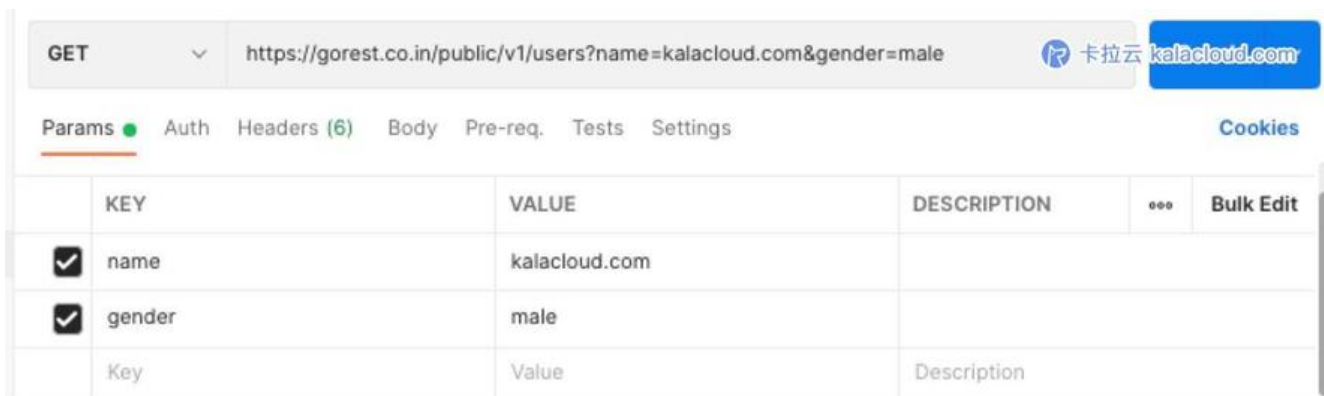 GET https://gorest.co.in/public/v1/users?name=kalacloud.com&gender=male 卡拉云 kalacloud.com
Params Auth Headers (6) Body Pre-req. Tests Settings Cookies
KEY VALUE DESCRIPTION Bulk Edit
name kalacloud.com
gender male
Key Value Description